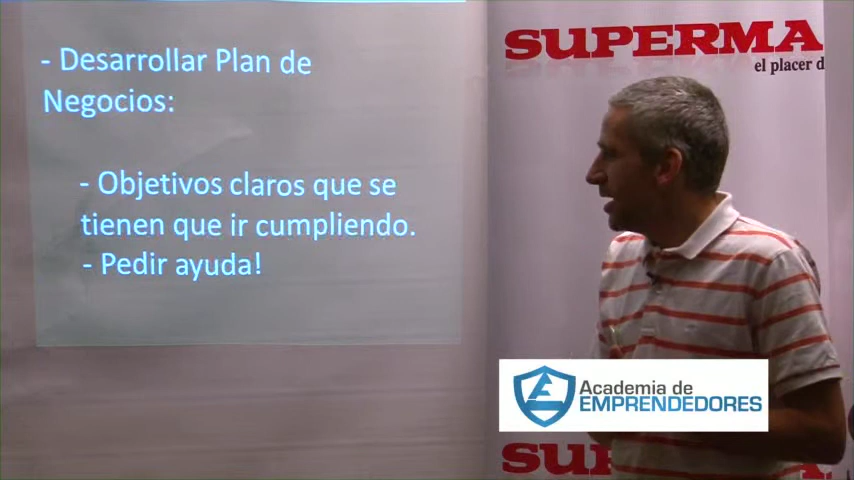 - Desarrollar Plan de
Negocios:
- Objetivos claros que se
tienen que ir cumpliendo.
- Pedir ayuda!
SUPERMA
el placer d
Academia de
EMPRENDEDORES